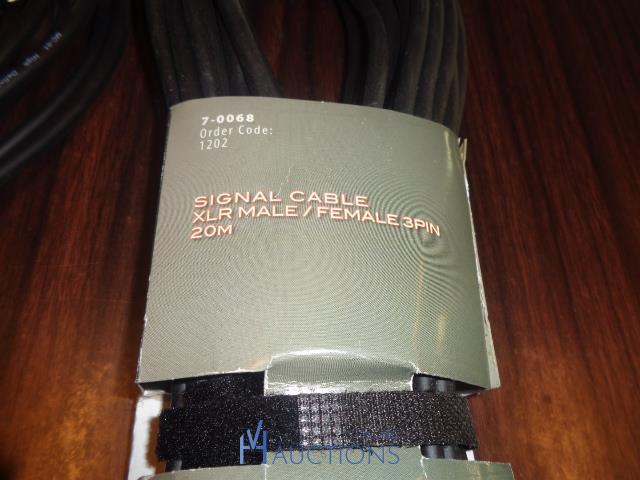 7-0068
Order Code:
1202
SIGNAL CABLE
XLR MALE/FEMALE 3PIN
20M
AUCTIONS